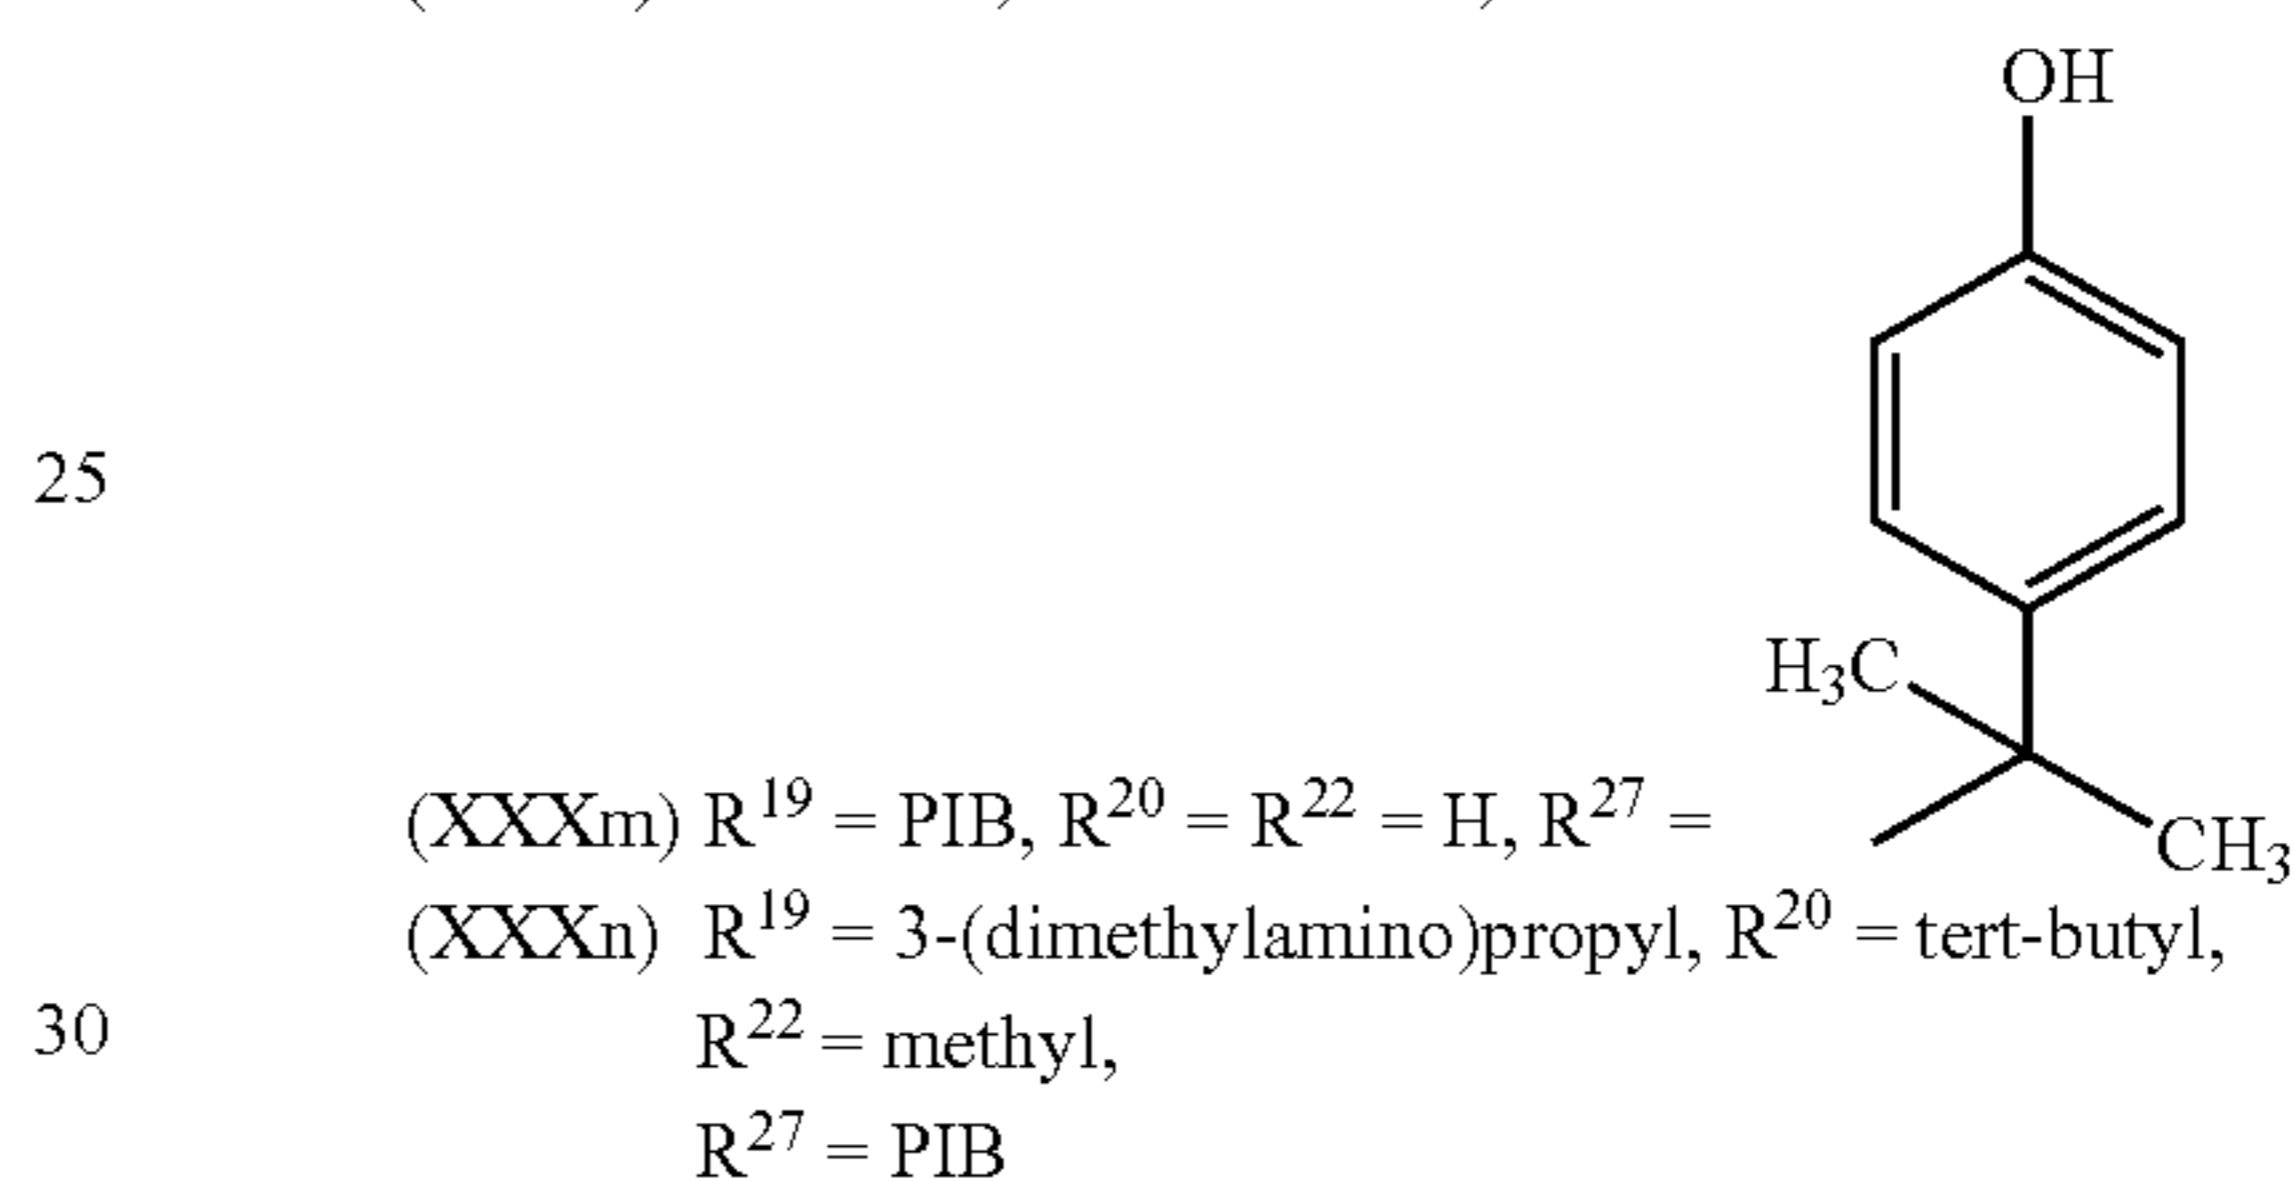 OH
25
H₃C
(XXXm) R¹⁹ = PIB, R²⁰ = R²² = H, R²⁷ =
CH₃
(XXXn) R¹⁹ = 3-(dimethylamino)propyl, R²⁰ = tert-butyl,
30
R²² = methyl,
R²⁷ = PIB